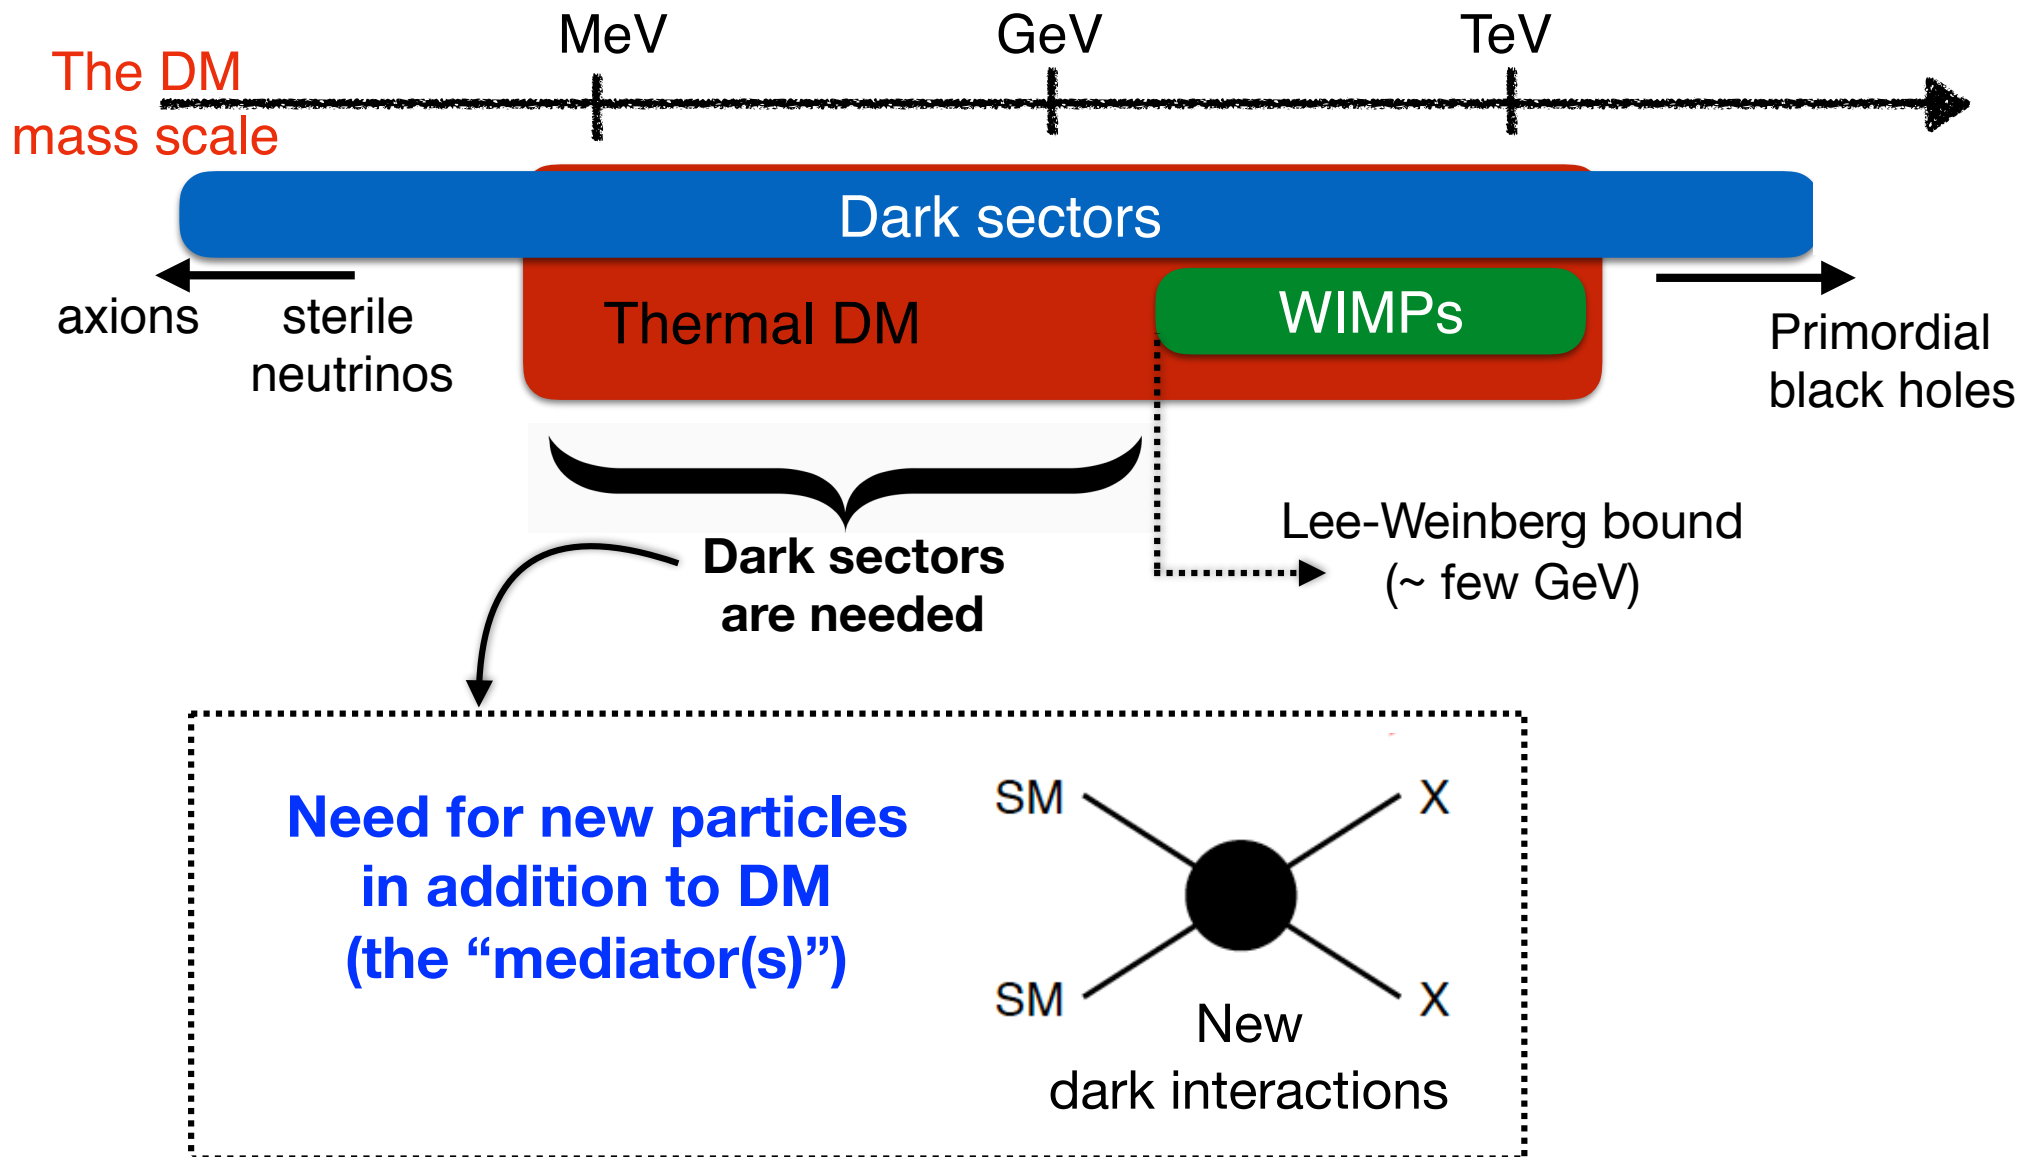 MeV
GeV
TeV
The DM
mass scale
Dark sectors
axions
sterile
neutrinos
Thermal DM
WIMPs
Primordial
black holes
Dark sectors
are needed
Lee-Weinberg bound
(~ few GeV)
Need for new particles
in addition to DM
(the “mediator(s)”)
SM
X
SM
X
New
dark interactions